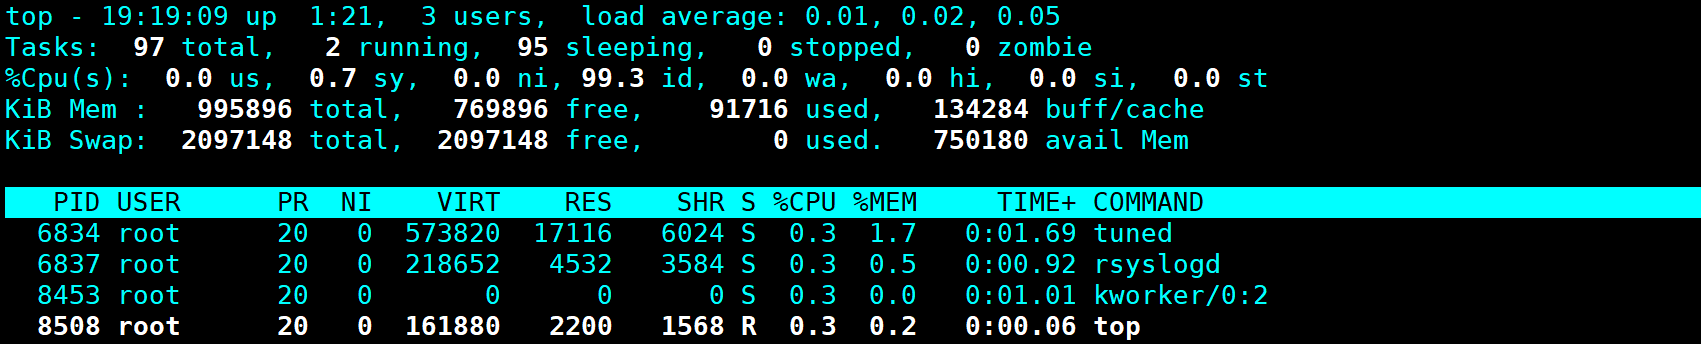 top - 19:19:09 up  1:21,  3 users,  load average: 0.01, 0.02, 0.05
Tasks:  97 total,   2 running,  95 sleeping,   0 stopped,   0 zombie
%Cpu(s):  0.0 us,  0.7 sy,  0.0 ni, 99.3 id,  0.0 wa,  0.0 hi,  0.0 si,  0.0 st
KiB Mem :   995896 total,   769896 free,    91716 used,   134284 buff/cache
KiB Swap:  2097148 total,  2097148 free,        0 used.   750180 avail Mem
   PID USER      PR  NI    VIRT    RES    SHR S %CPU %MEM     TIME+ COMMAND
  6834 root      20   0  573820  17116   6024 S  0.3  1.7   0:01.69 tuned
  6837 root      20   0  218652   4532   3584 S  0.3  0.5   0:00.92 rsyslogd
  8453 root      20   0       0      0      0 S  0.3  0.0   0:01.01 kworker/0:2
  8508 root      20   0  161880   2200   1568 R  0.3  0.2   0:00.06 top